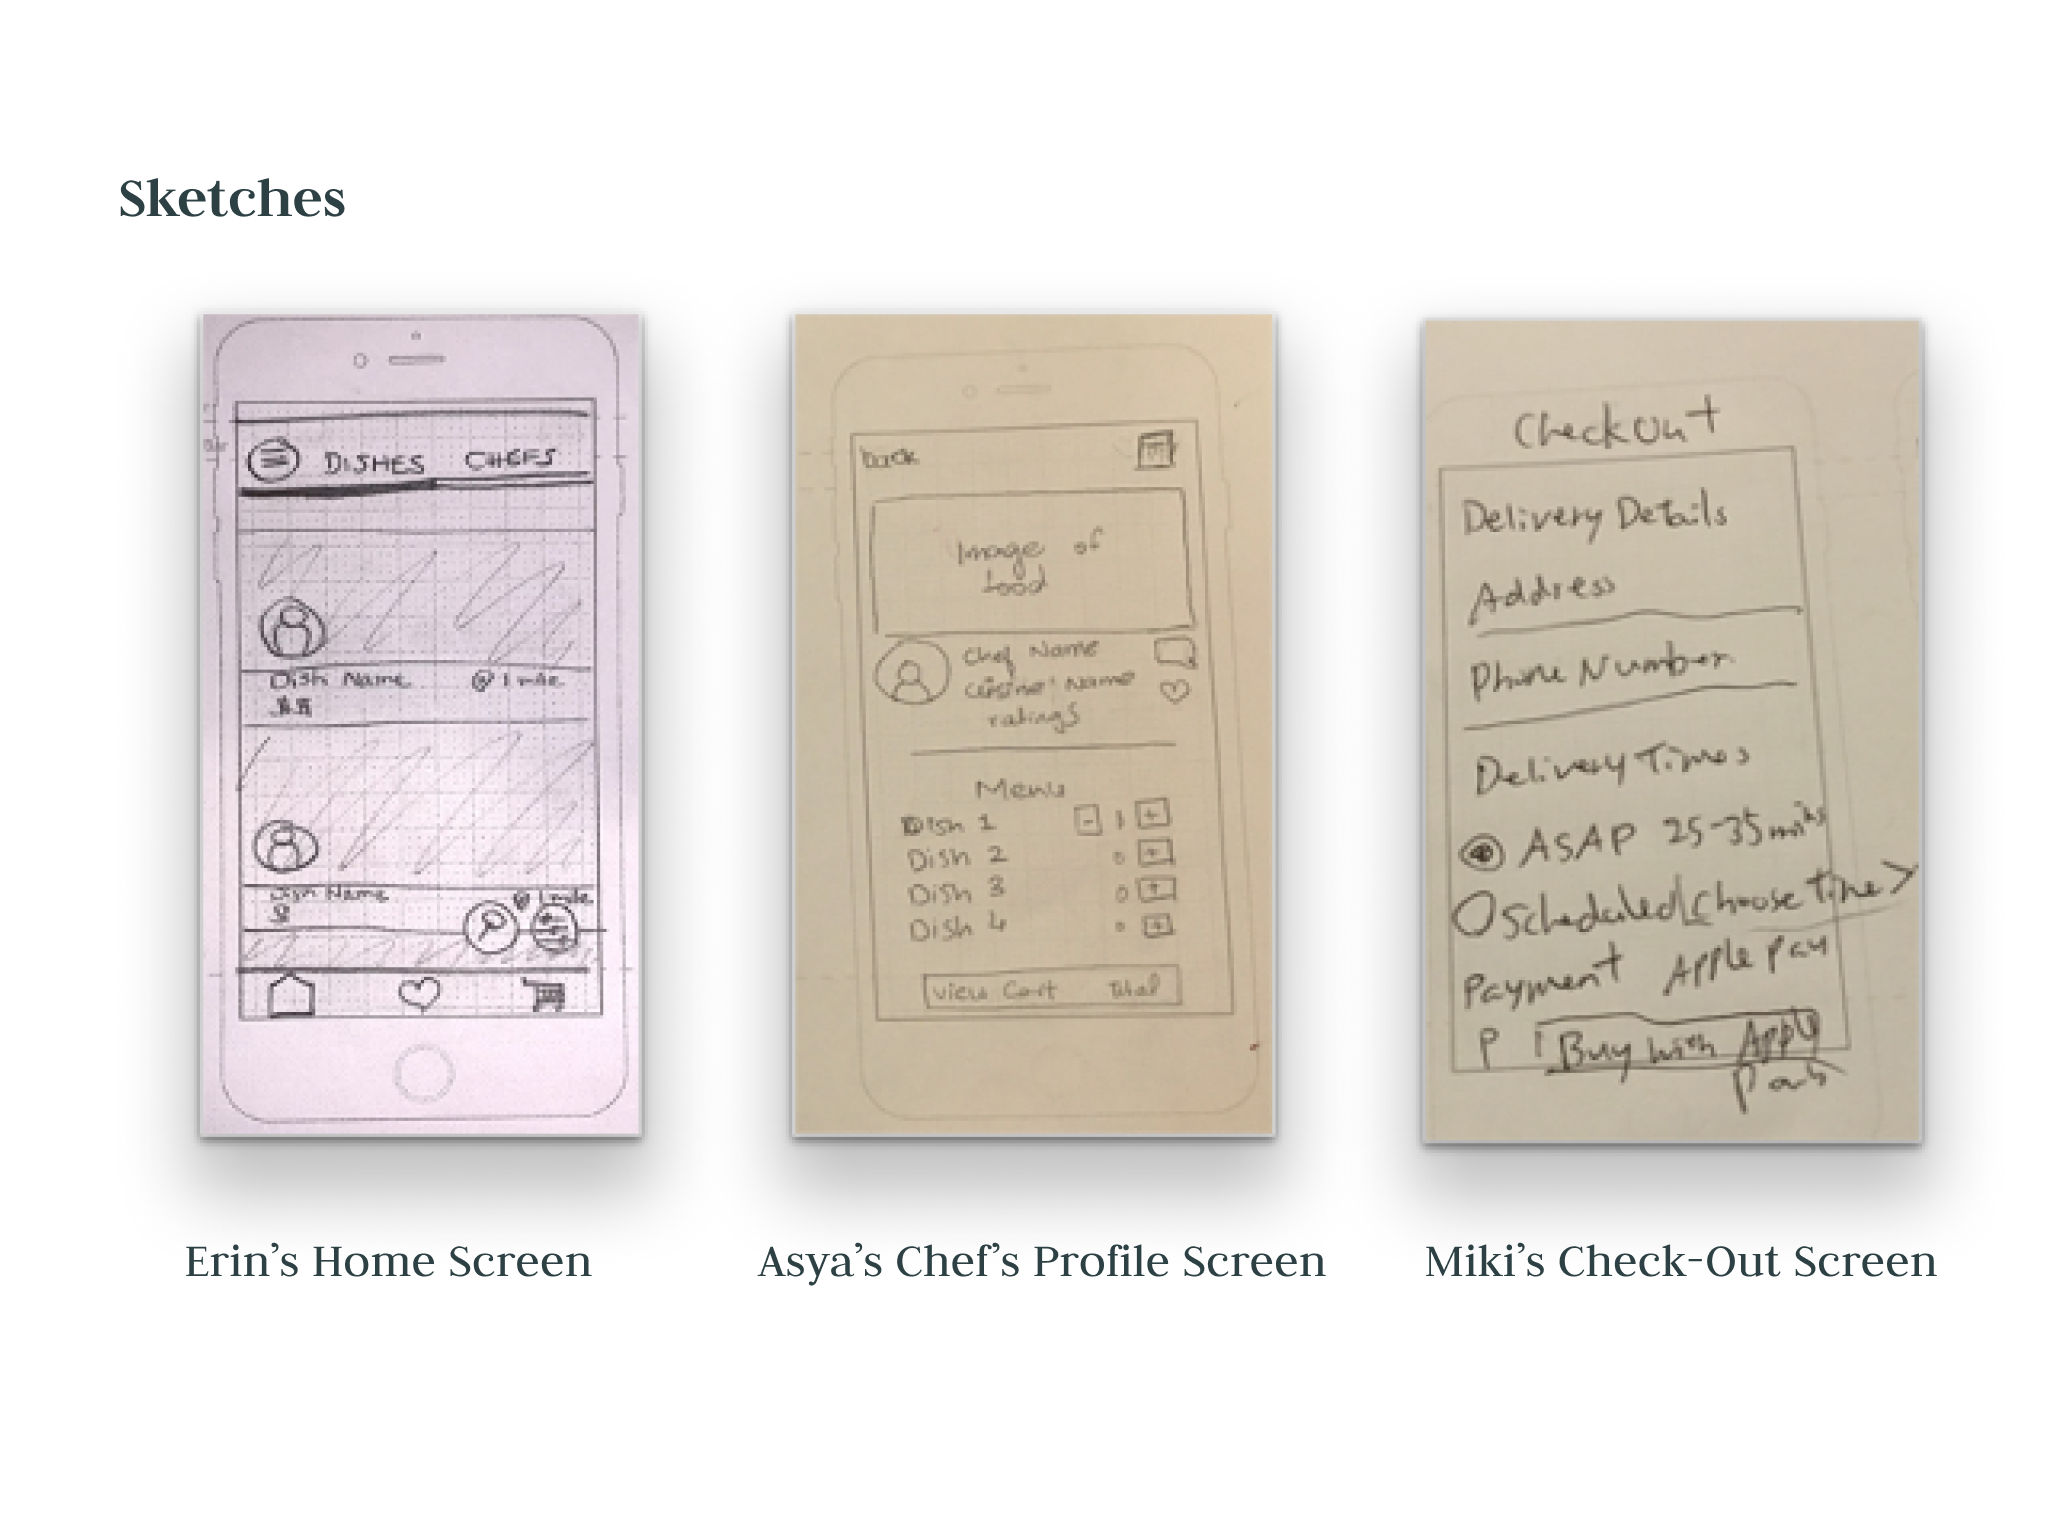 Sketches
DISHES CHEFS
Dish Name @ 1 mile
Dish Name @ 1 mile
Erin's Home Screen
back
Image of
food
Chef Name
Cuisine Name
ratings
Menu
Dish 1 - 1 +
Dish 2 0 +
Dish 3 0 +
Dish 4 0 +
View Cart Total
Asya's Chef's Profile Screen
CheckOut
Delivery Details
Address
Phone Number
Delivery Times
ASAP 25-35 mins
Scheduled Choose Time >
Payment Apple Pay
P Buy with Apple
Pay
Miki's Check-Out Screen